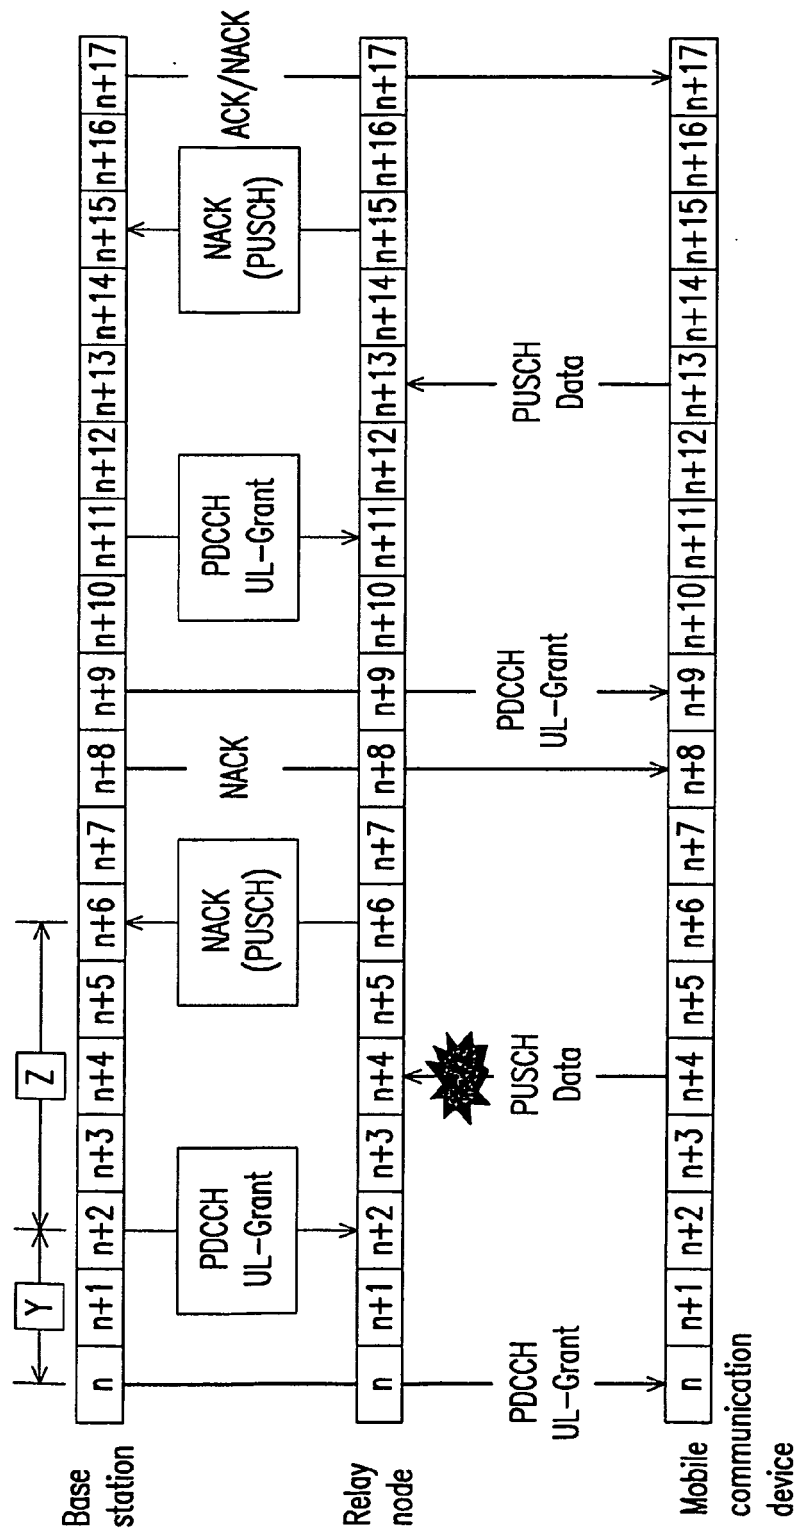 Y
Z
Base
station
n
n+1
n+2
n+3
n+4
n+5
n+6
n+7
n+8
n+9
n+10
n+11
n+12
n+13
n+14
n+15
n+16
n+17
PDCCH
UL-Grant
NACK
(PUSCH)
NACK
PDCCH
UL-Grant
NACK
(PUSCH)
ACK/NACK
Relay
node
n
n+1
n+2
n+3
n+4
n+5
n+6
n+7
n+8
n+9
n+10
n+11
n+12
n+13
n+14
n+15
n+16
n+17
PDCCH
UL-Grant
PUSCH
Data
PDCCH
UL-Grant
PUSCH
Data
Mobile
communication
device
n
n+1
n+2
n+3
n+4
n+5
n+6
n+7
n+8
n+9
n+10
n+11
n+12
n+13
n+14
n+15
n+16
n+17